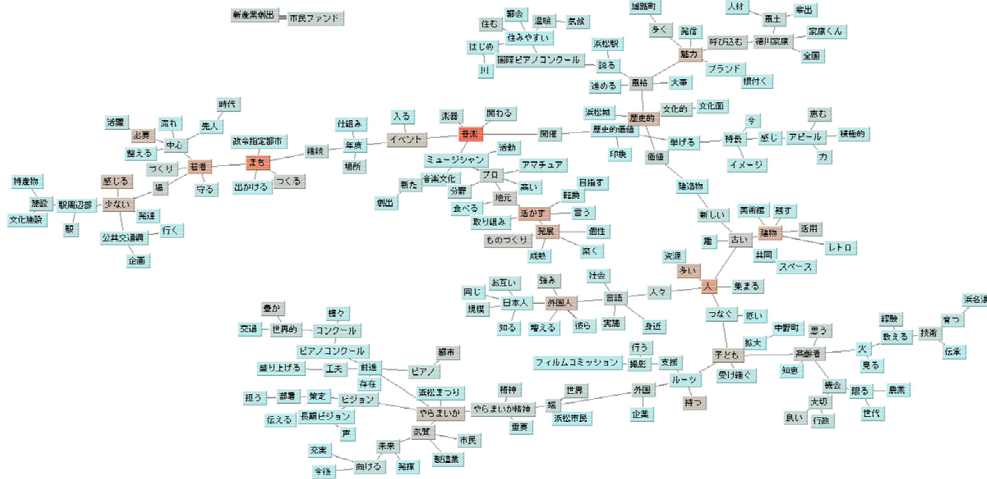 新産業創出
市民ファンド
雄踏町
多く
発信
魅力
呼び込む
人材
風土
輩出
徳川家康
家康くん
全国
ブランド
根付く
住む
都会
温暖
気候
住みやすい
はじめ
川
国際ピアノコンクール
浜松駅
誇る
進める
風格
大事
浜松城
歴史的
文化的
文化面
歴史的価値
印象
価値
挙げる
特長
今
感じ
アピール
恵む
積極的
力
イメージ
建造物
新しい
美術館
残す
建物
活用
レトロ
古い
趣
共同
スペース
時代
活躍
必要
流れ
先人
整える
中心
づくり
若者
場
守る
政令指定都市
まち
出かける
つくる
継続
仕組み
年度
場所
入る
イベント
楽器
関わる
音楽
開催
ミュージシャン
活動
アマチュア
音楽文化
新た
創出
プロ
分野
高い
地元
食べる
取り組み
目指す
転換
活かす
言う
発展
個性
ものづくり
成熟
築く
特産物
施設
文化施設
駅周辺部
駅
感じる
少ない
発達
公共交通網
行く
企画
資源
多い
人
集まる
人々
社会
言語
実施
身近
強み
外国人
増える
彼ら
お互い
同じ
規模
日本人
知る
つなぐ
低い
拡大
中野町
子ども
受け継ぐ
高齢者
思う
知恵
火
見る
教える
経験
技術
育つ
伝承
機会
限る
農業
世代
大切
良い
行政
フィルムコミッション
行う
撮影
支援
ルーツ
持つ
外国
企業
世界
端
浜松市民
精神
やらまいか精神
重要
浜松まつり
やらまいか
気質
市民
製造業
未来
向ける
発揮
充実
今後
豊か
様々
交通
世界的
コンクール
ピアノコンクール
盛り上げる
工夫
前進
存在
ピアノ
都市
担う
部署
策定
ビジョン
伝える
長期ビジョン
声